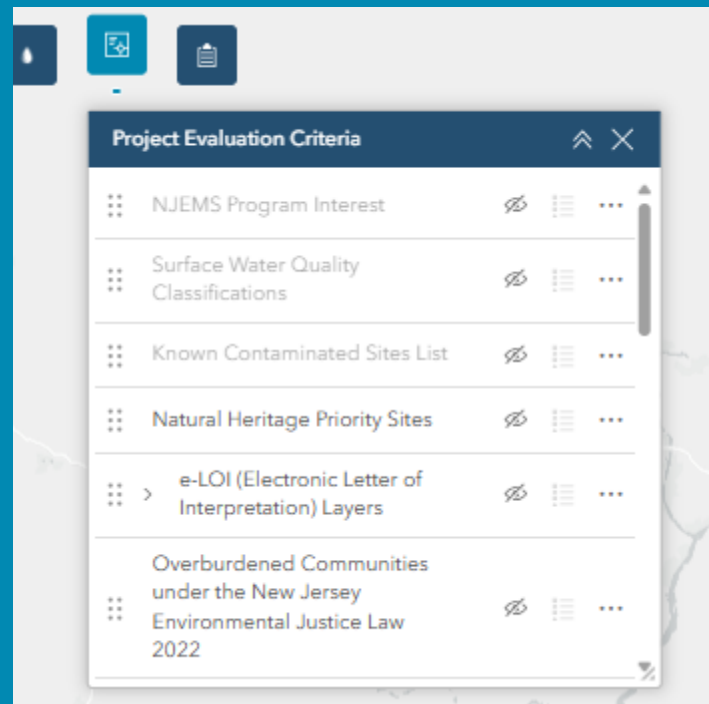 Project Evaluation Criteria
NJEMS Program Interest
Surface Water Quality
Classifications
Known Contaminated Sites List
Natural Heritage Priority Sites
e-LOI (Electronic Letter of
Interpretation) Layers
Overburdened Communities
under the New Jersey
Environmental Justice Law
2022